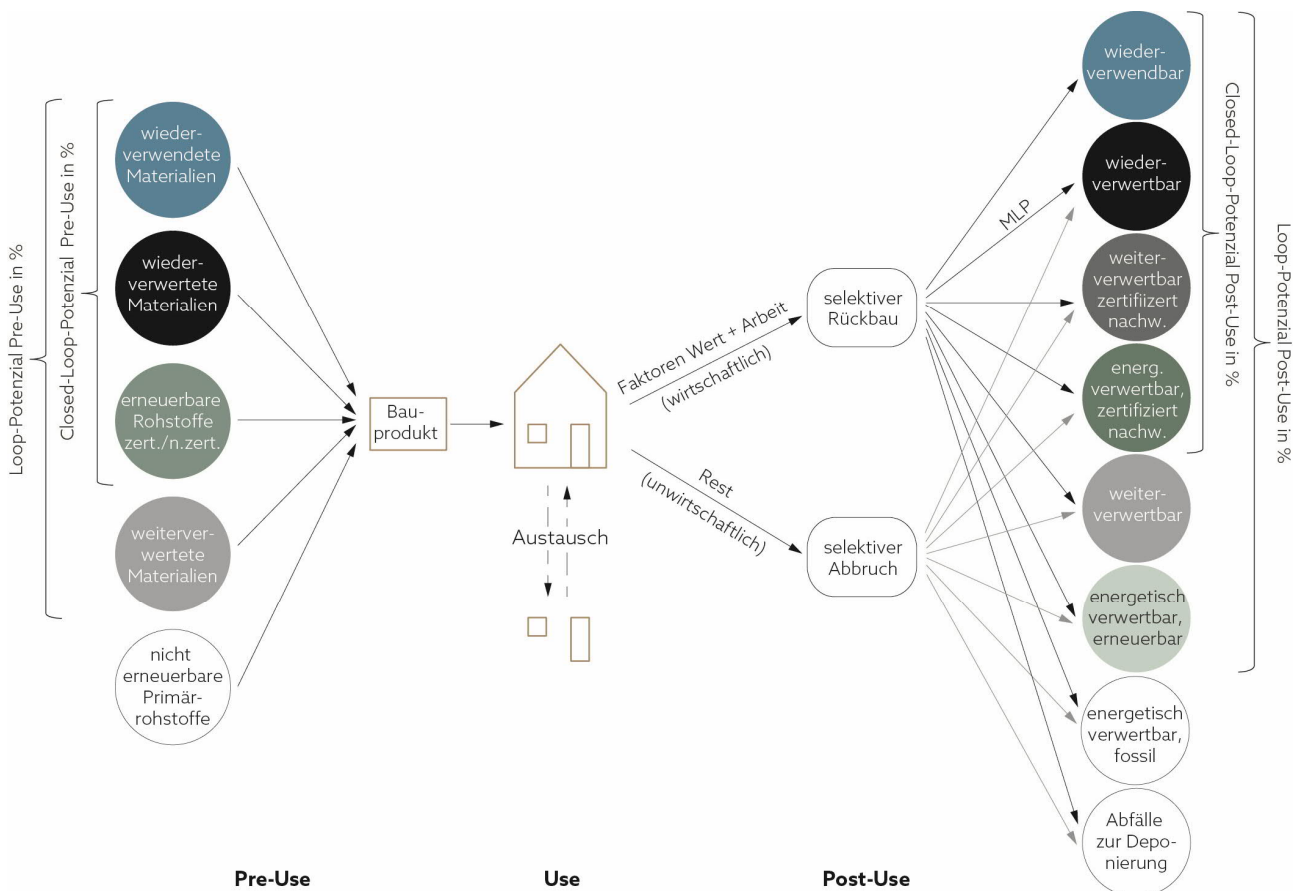 Loop-Potenzial Pre-Use in %
Closed-Loop-Potenzial Pre-Use in %
wieder-
verwendete
Materialien
wieder-
verwertete
Materialien
erneuerbare
Rohstoffe
zert./n.zert.
weiterver-
wertete
Materialien
nicht
erneuerbare
Primär-
rohstoffe
Bau-
produkt
Austausch
Faktoren Wert + Arbeit
(wirtschaftlich)
Rest
(unwirtschaftlich)
selektiver
Rückbau
selektiver
Abbruch
MLP
wieder-
verwendbar
wieder-
verwertbar
weiter-
verwertbar
zertifiizert
nachw.
energ.
verwertbar,
zertifiziert
nachw.
weiter-
verwertbar
energetisch
verwertbar,
erneuerbar
energetisch
verwertbar,
fossil
Abfälle
zur Depo-
nierung
Closed-Loop-Potenzial Post-Use in %
Loop-Potenzial Post-Use in %
Pre-Use
Use
Post-Use